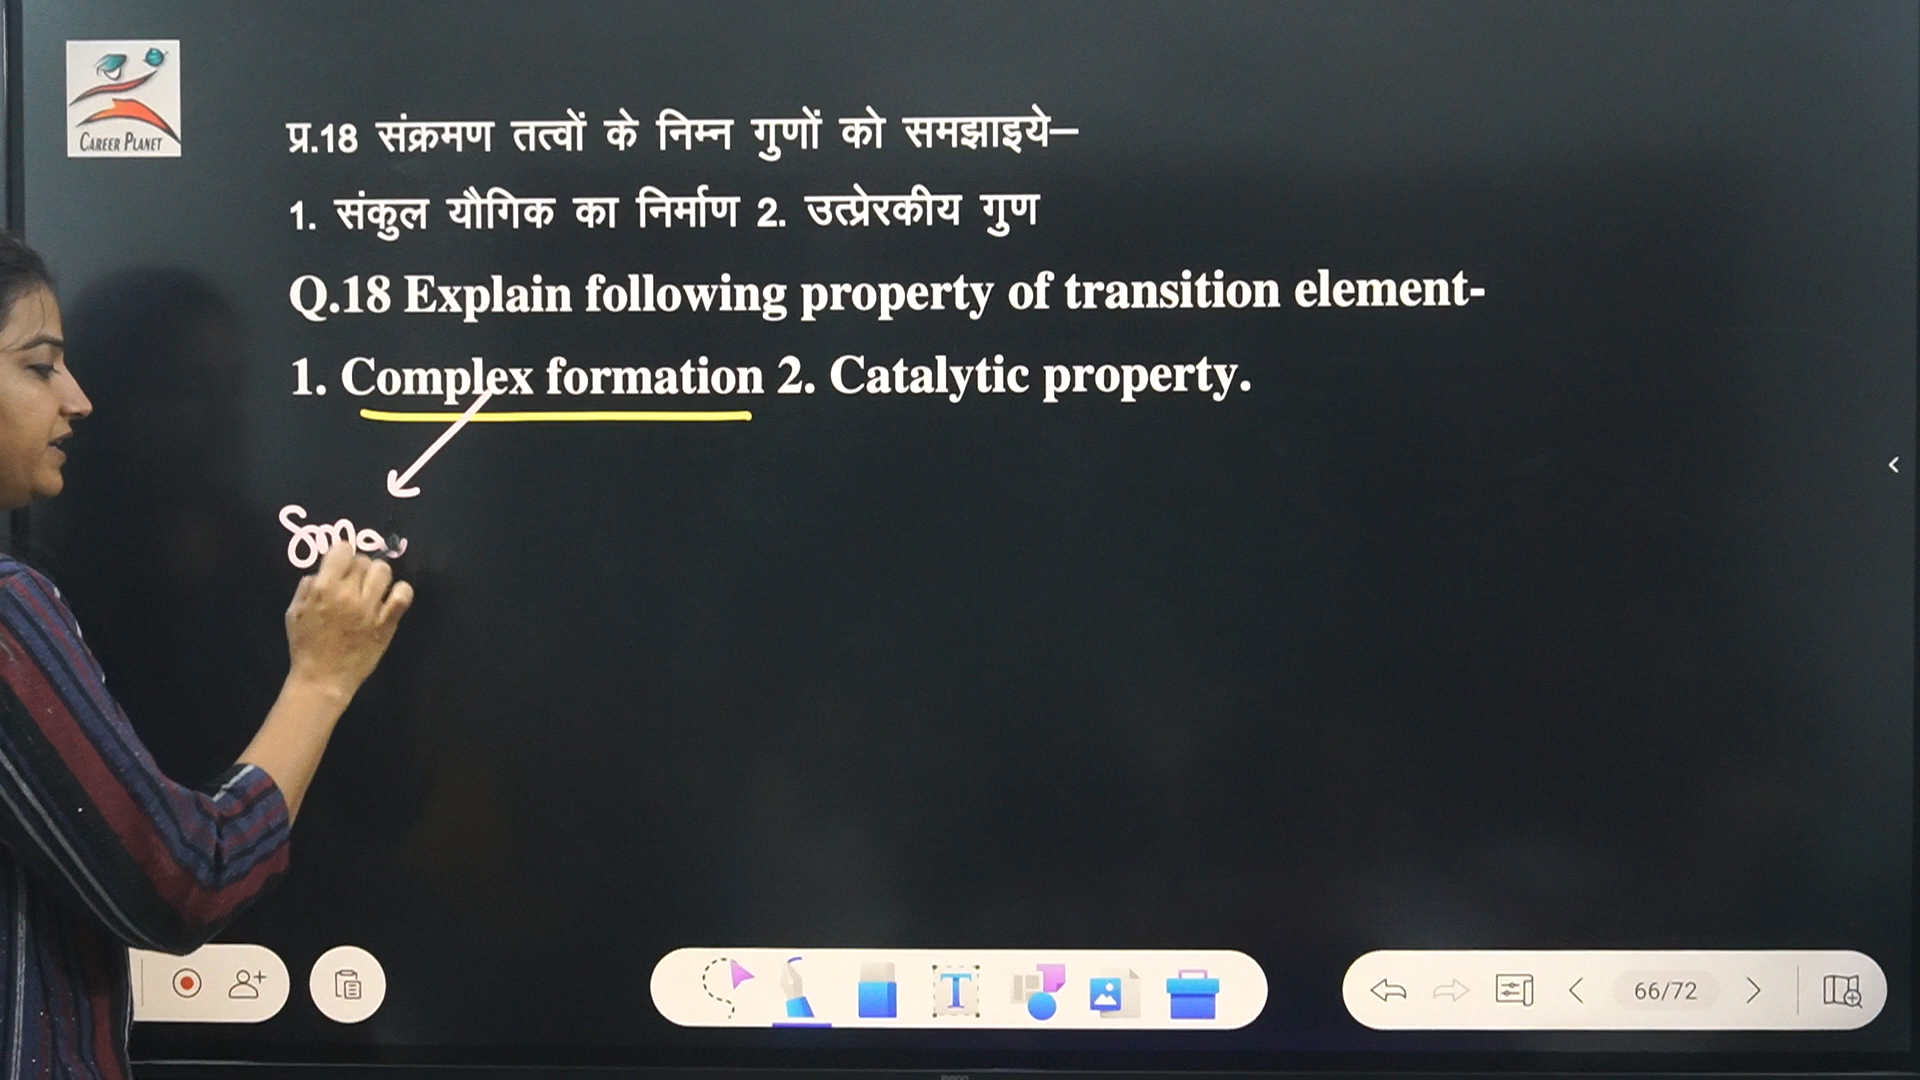 CAREER PLANET
प्र.18 संक्रमण तत्वों के निम्न गुणों को समझाइये–
1. संकुल यौगिक का निर्माण 2. उत्प्रेरकीय गुण
Q.18 Explain following property of transition element-
1. Complex formation 2. Catalytic property.
Sma
66/72